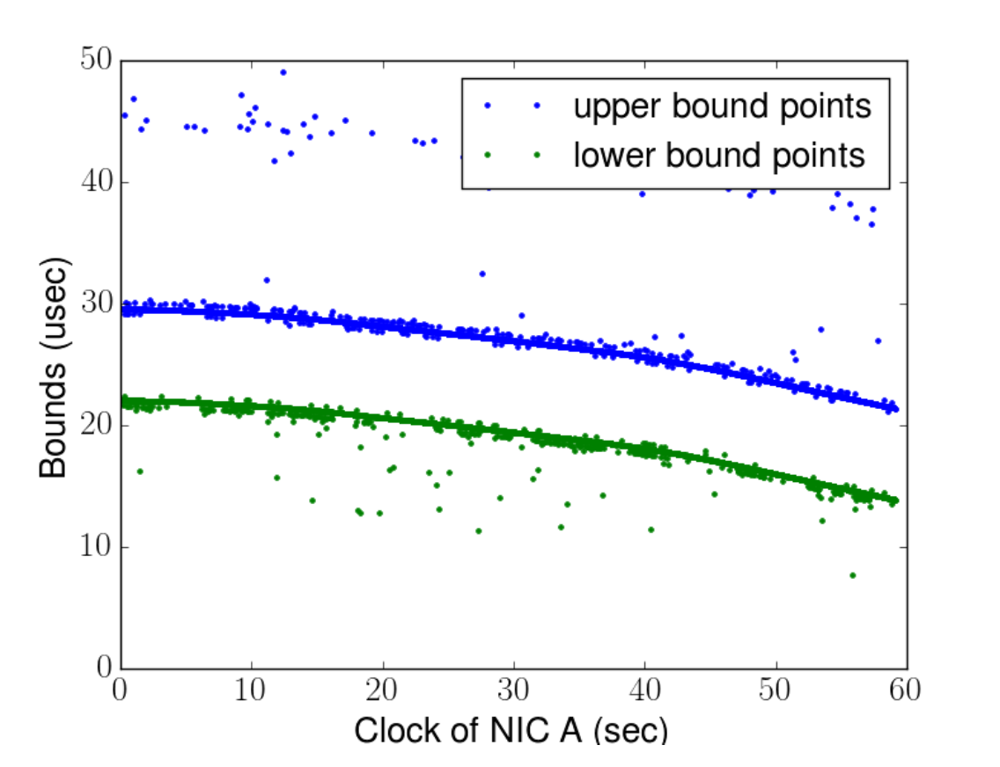 50
40
30
20
10
0
Bounds (usec)
upper bound points
lower bound points
0 10 20 30 40 50 60
Clock of NIC A (sec)